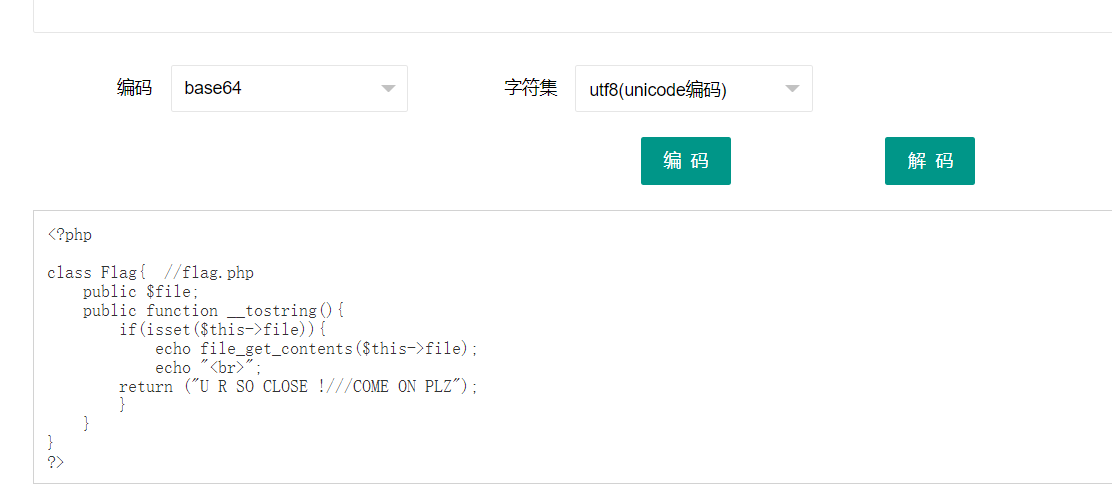 编码 base64 字符集 utf8(unicode编码)
编 码 解 码
<?php
class Flag{  //flag.php
    public $file;
    public function __tostring(){
        if(isset($this->file)){
            echo file_get_contents($this->file);
            echo "<br>";
        return ("U R SO CLOSE !///COME ON PLZ");
        }
    }
}
?>